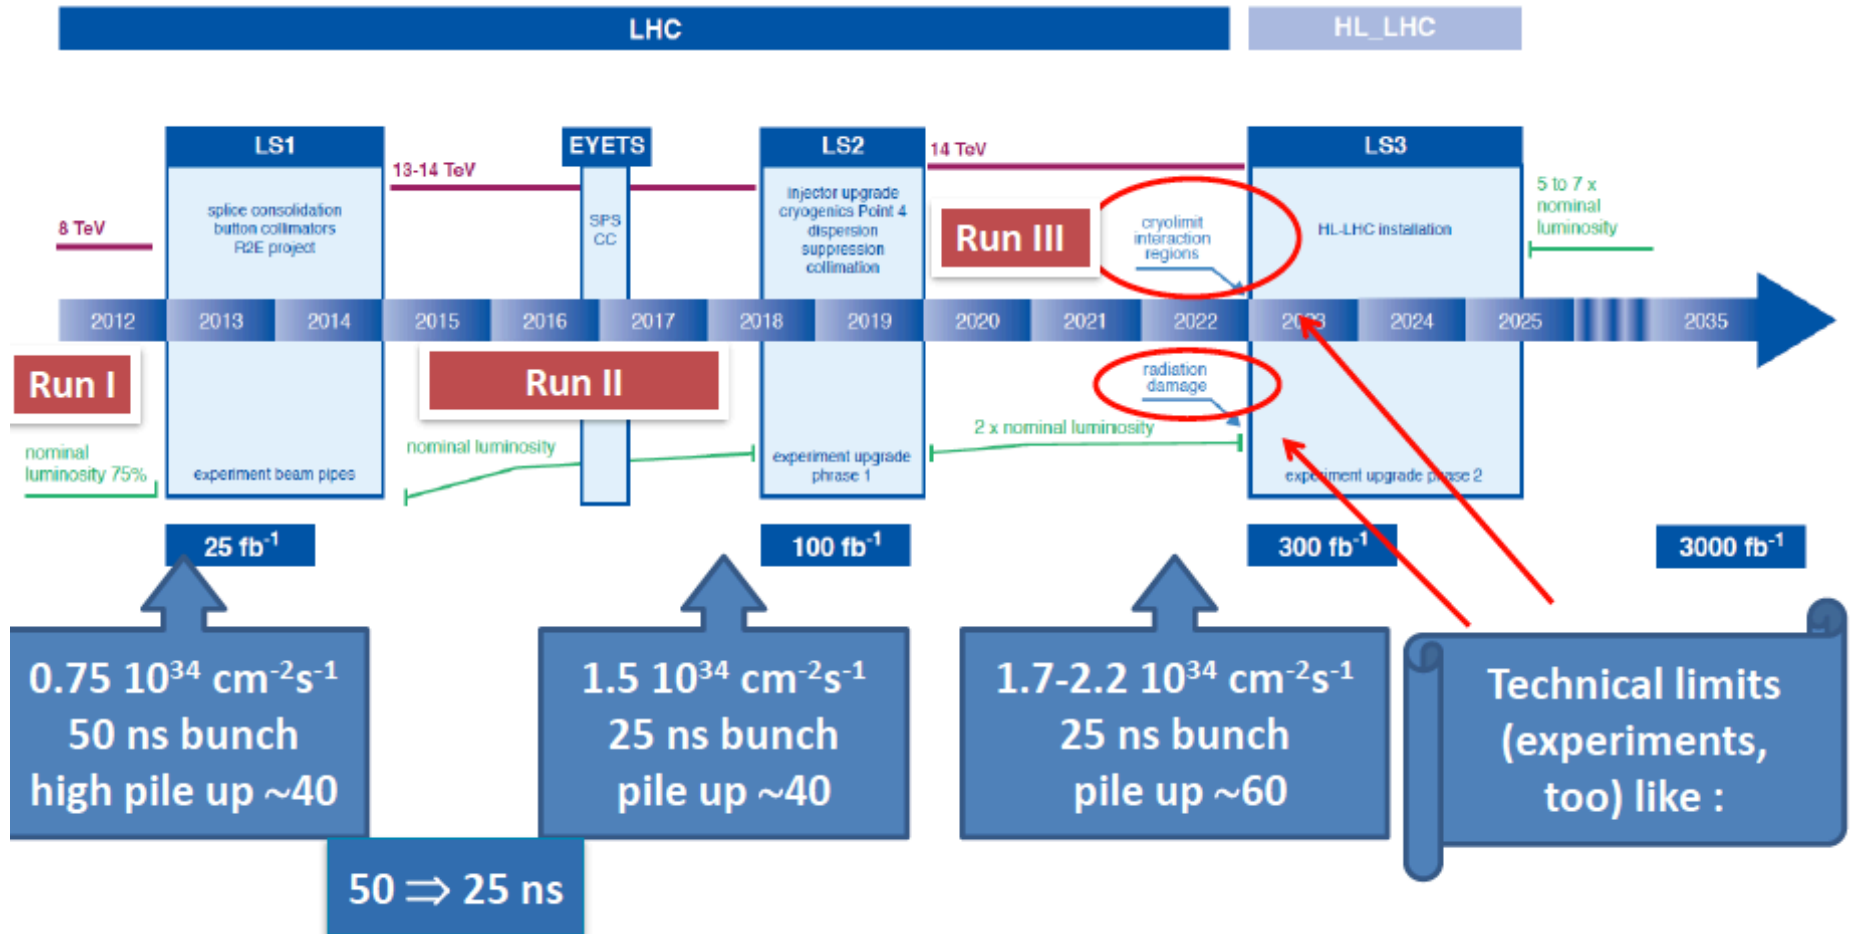 LHC
HL_LHC
LS1
splice consolidation
button collimators
R2E project
EYETS
SPS
CC
LS2
injector upgrade
cryogenics Point 4
dispersion
suppression
collimation
LS3
HL-LHC installation
8 TeV
13-14 TeV
14 TeV
Run III
cryolimit
interaction
regions
5 to 7 x
nominal
luminosity
2012
2013
2014
2015
2016
2017
2018
2019
2020
2021
2022
2023
2024
2025
2035
Run I
Run II
radiation
damage
nominal
luminosity 75%
experiment beam pipes
nominal luminosity
experiment upgrade
phrase 1
2 x nominal luminosity
experiment upgrade phase 2
25 fb⁻¹
100 fb⁻¹
300 fb⁻¹
3000 fb⁻¹
0.75 10³⁴ cm⁻²s⁻¹
50 ns bunch
high pile up ~40
1.5 10³⁴ cm⁻²s⁻¹
25 ns bunch
pile up ~40
1.7-2.2 10³⁴ cm⁻²s⁻¹
25 ns bunch
pile up ~60
Technical limits
(experiments,
too) like :
50 ⇒ 25 ns